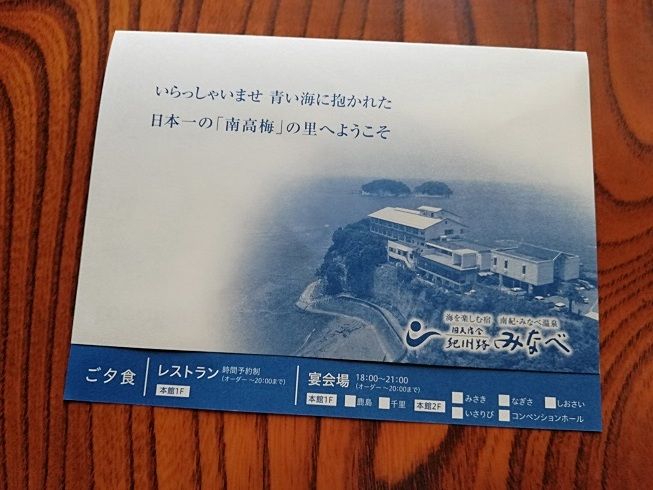 いらっしゃいませ 青い海に抱かれた
日本一の「南高梅」の里へようこそ
海を楽しむ宿 南紀・みなべ温泉
国民宿舎
紀州路 みなべ
ご夕食
レストラン 時間予約制
(オーダー〜20:00まで)
本館1F
宴会場 18:00〜21:00
(オーダー〜20:00まで)
本館1F 鹿島 千里 本館2F みさき なぎさ しおさい
いさりび コンベンションホール